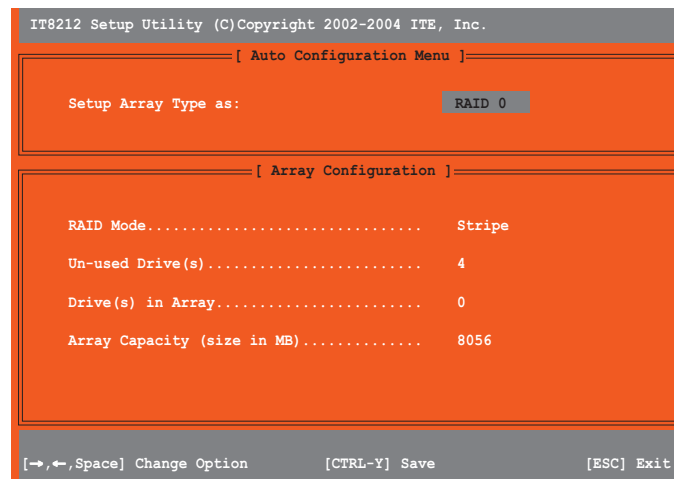 IT8212 Setup Utility (C)Copyright 2002-2004 ITE, Inc.
[ Auto Configuration Menu ]
Setup Array Type as: RAID 0
[ Array Configuration ]
RAID Mode................................ Stripe
Un-used Drive(s)......................... 4
Drive(s) in Array........................ 0
Array Capacity (size in MB).............. 8056
[→,←,Space] Change Option [CTRL-Y] Save [ESC] Exit